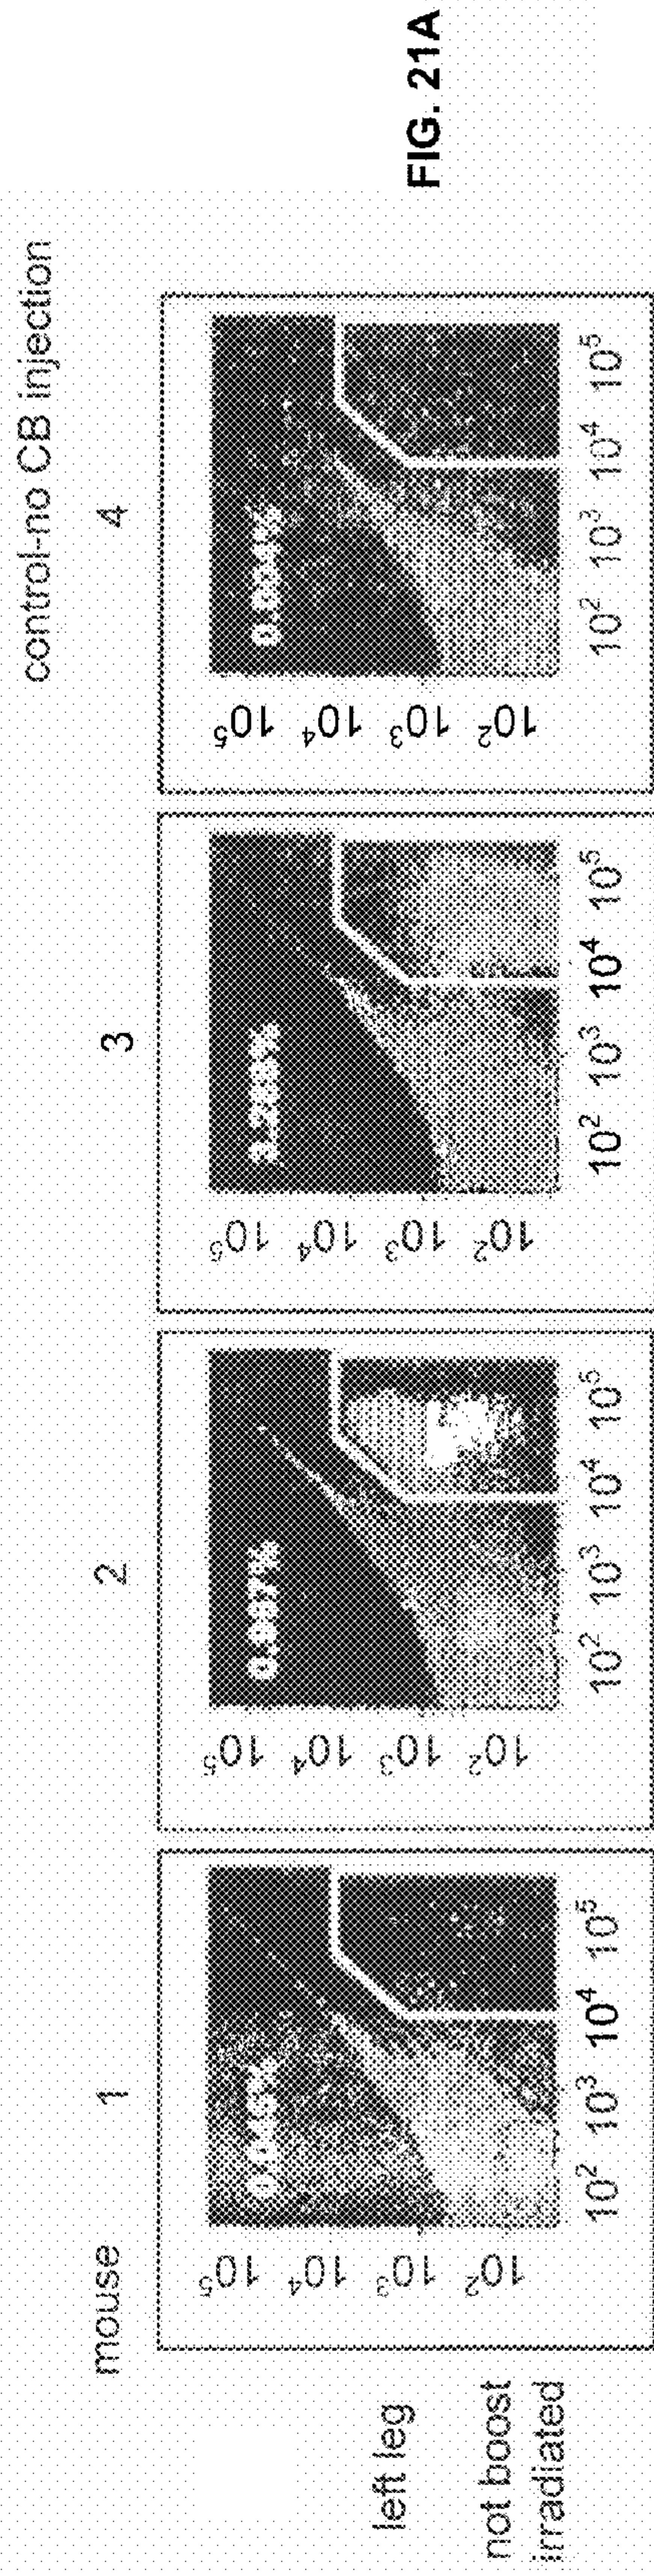 control-no CB injection
mouse 1 2 3 4
left leg
not boost
irradiated
10⁵ 10⁴ 10³ 10²
10² 10³ 10⁴ 10⁵
10⁵ 10⁴ 10³ 10²
10² 10³ 10⁴ 10⁵
10⁵ 10⁴ 10³ 10²
10² 10³ 10⁴ 10⁵
10⁵ 10⁴ 10³ 10²
10² 10³ 10⁴ 10⁵
FIG. 21A